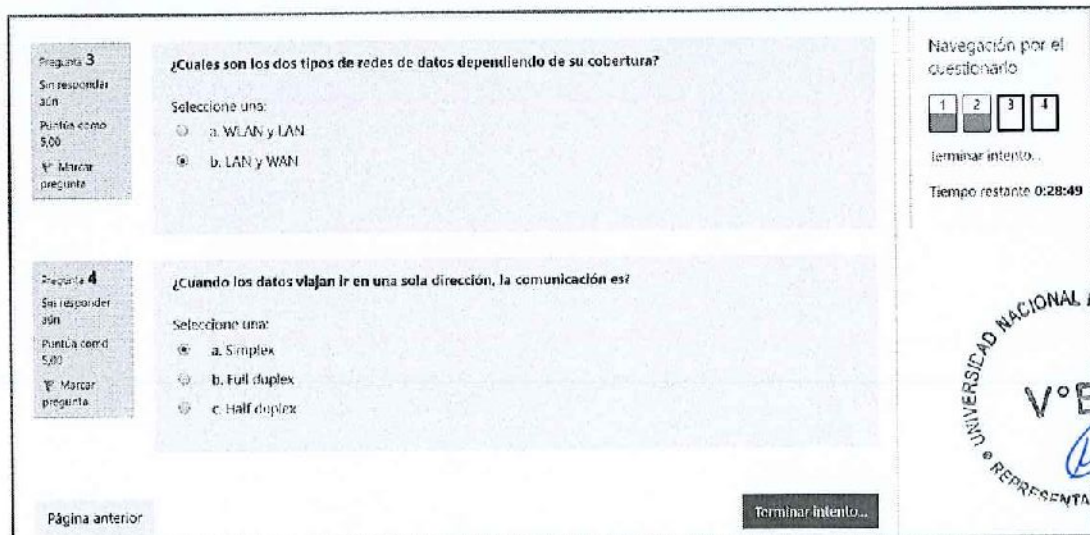 Pregunta 3
Sin responder
aún
Puntúa como
5,00
Marcar
pregunta
¿Cuales son los dos tipos de redes de datos dependiendo de su cobertura?
Seleccione una:
a. WLAN y LAN
b. LAN y WAN
Pregunta 4
Sin responder
aún
Puntúa como
5,00
Marcar
pregunta
¿Cuando los datos viajan ir en una sola dirección, la comunicación es?
Seleccione una:
a. Simplex
b. Full duplex
c. Half duplex
Página anterior
Terminar intento...
Navegación por el
cuestionario
1 2 3 4
Terminar intento...
Tiempo restante 0:28:49
UNIVERSIDAD NACIONAL
V°B